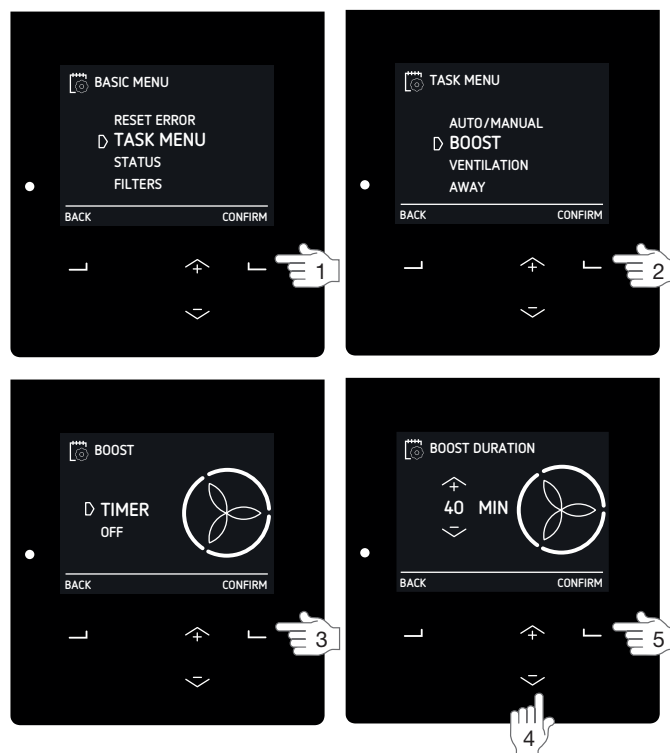 BASIC MENU
RESET ERROR
TASK MENU
STATUS
FILTERS
BACK CONFIRM
1
TASK MENU
AUTO/MANUAL
BOOST
VENTILATION
AWAY
BACK CONFIRM
2
BOOST
TIMER
OFF
BACK CONFIRM
3
BOOST DURATION
40 MIN
BACK CONFIRM
5
4